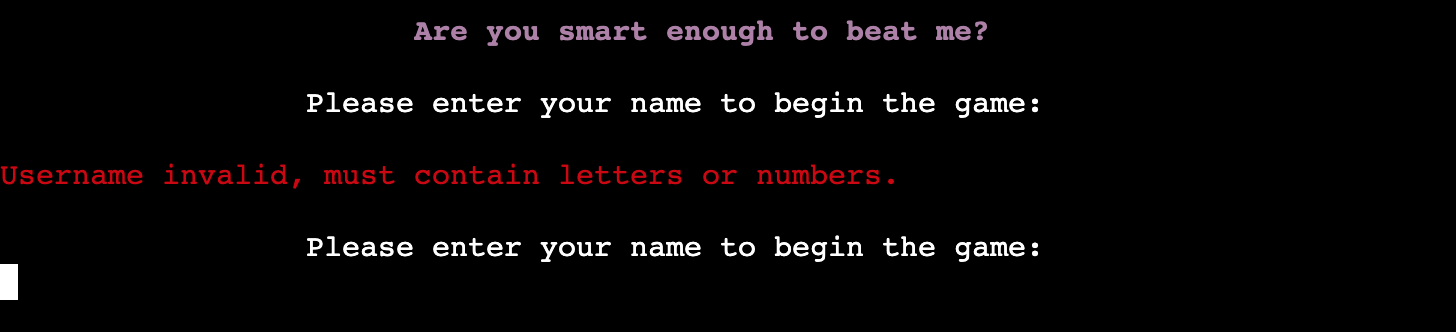 Are you smart enough to beat me?
Please enter your name to begin the game:
Username invalid, must contain letters or numbers.
Please enter your name to begin the game: